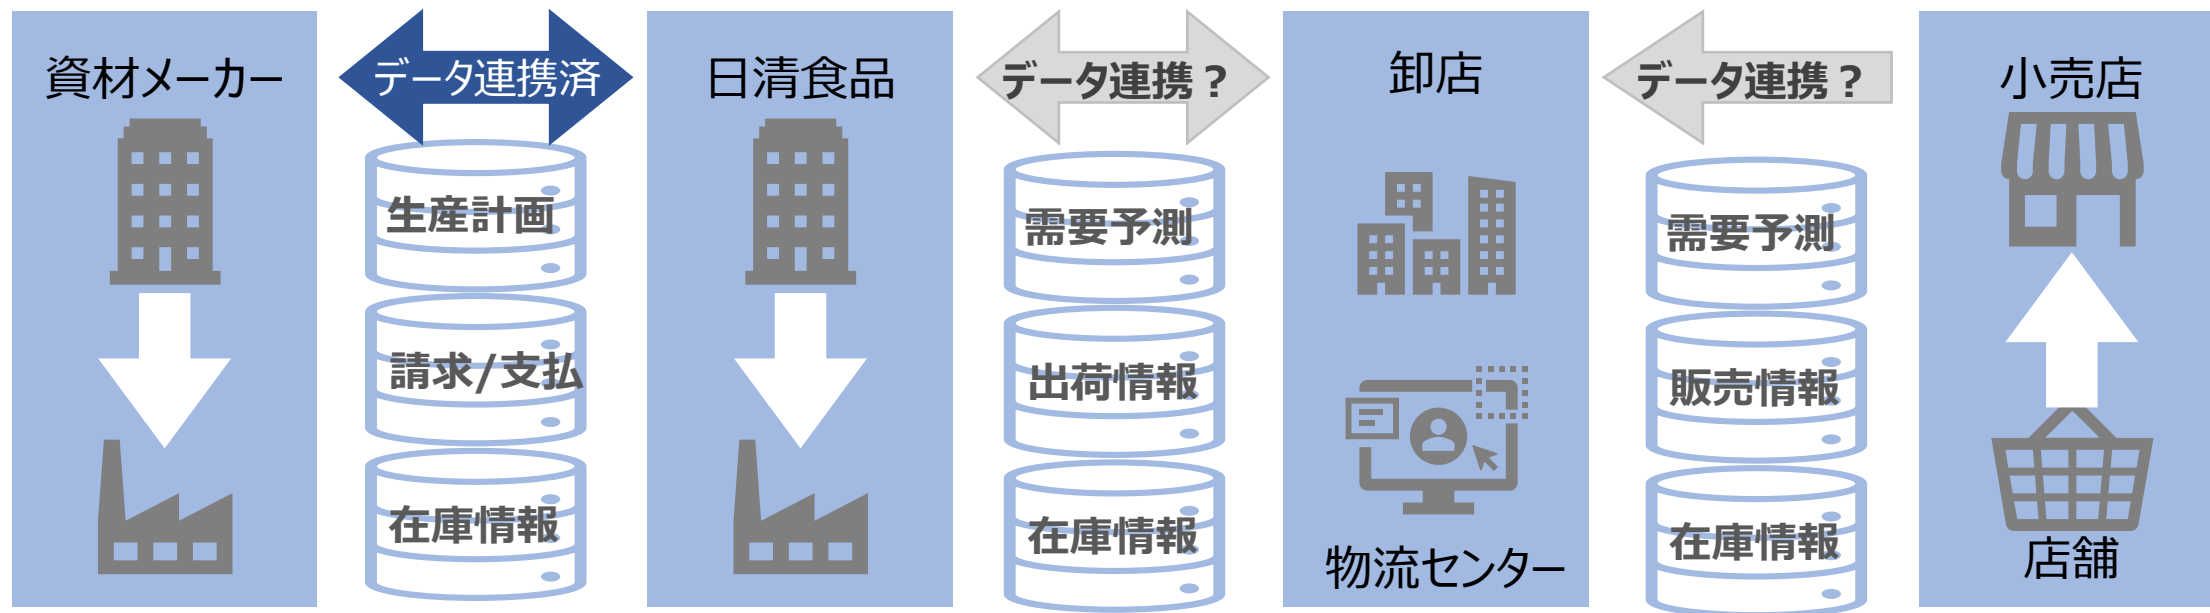 資材メーカー
データ連携済
日清食品
データ連携？
卸店
データ連携？
小売店
生産計画
請求/支払
在庫情報
需要予測
出荷情報
在庫情報
物流センター
需要予測
販売情報
在庫情報
店舗